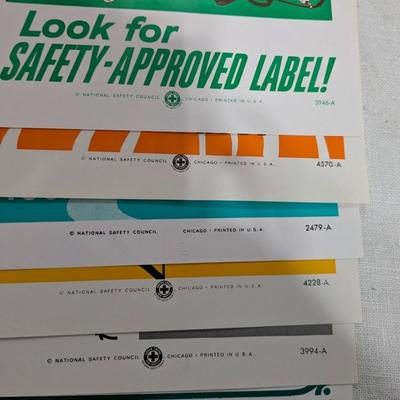 Look for
SAFETY-APPROVED LABEL!
© NATIONAL SAFETY COUNCIL CHICAGO · PRINTED IN U.S.A. 3946-A
© NATIONAL SAFETY COUNCIL CHICAGO · PRINTED IN U.S.A. 4570-A
© NATIONAL SAFETY COUNCIL CHICAGO · PRINTED IN U.S.A. 2479-A
© NATIONAL SAFETY COUNCIL CHICAGO · PRINTED IN U.S.A. 4228-A
© NATIONAL SAFETY COUNCIL CHICAGO · PRINTED IN U.S.A. 3994-A